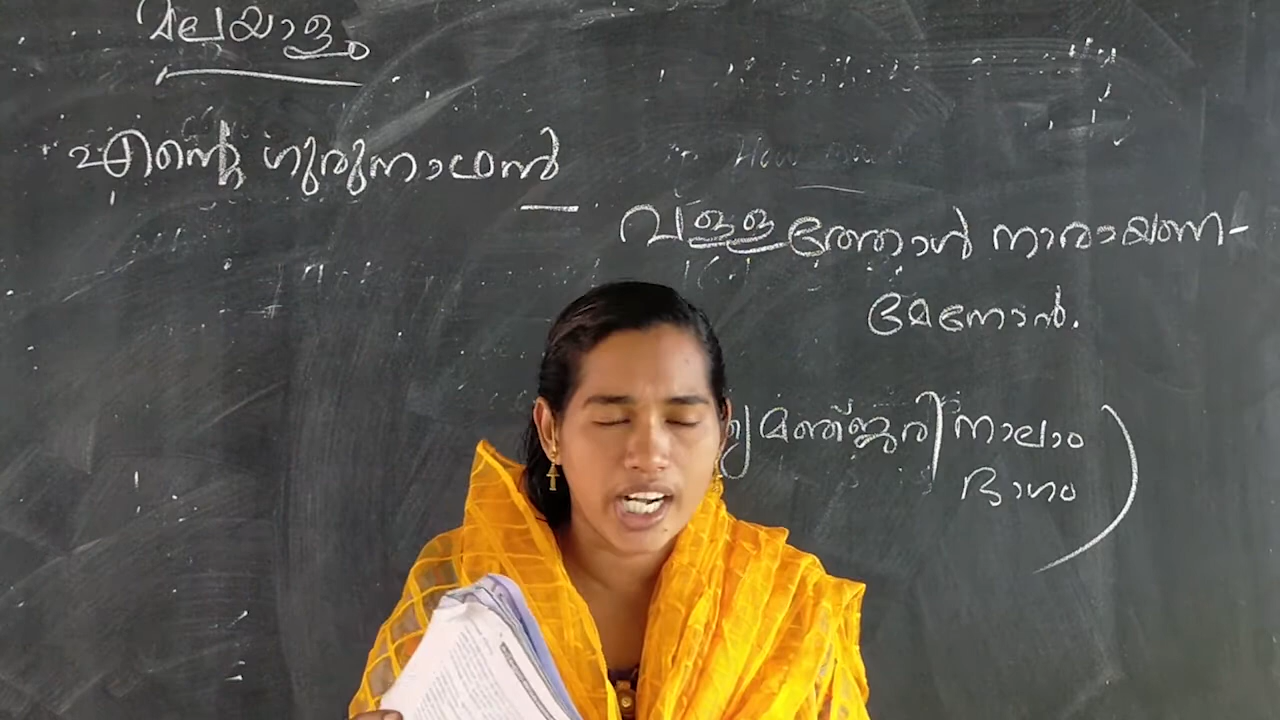 മലയാളം
എന്റെ ഗുരുനാഥൻ
വള്ളത്തോൾ നാരായണ-
മേനോൻ.
മഞ്ജരി നാലാം
ഭാഗം)